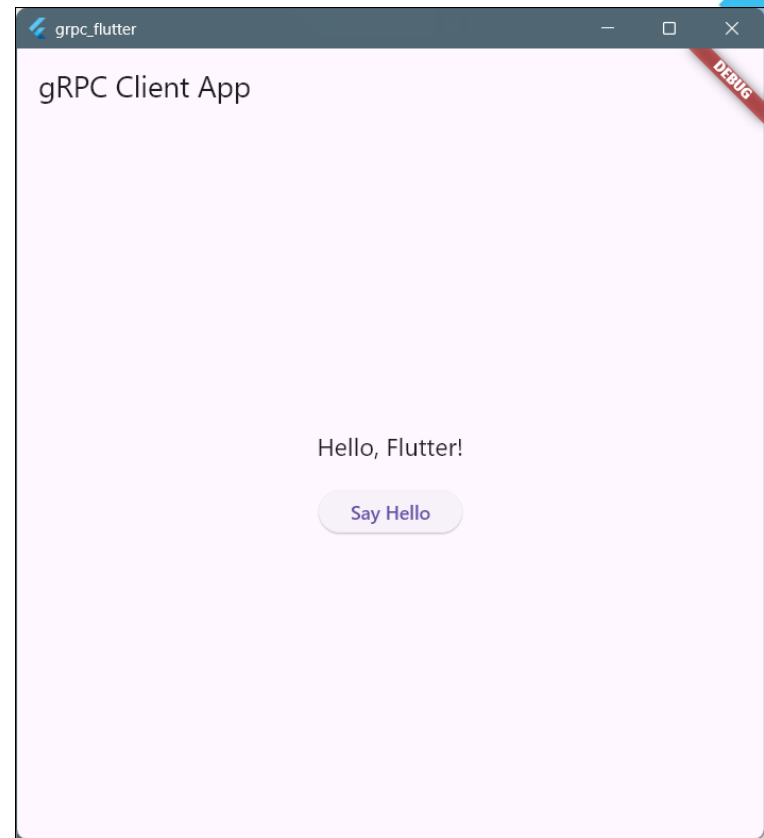 grpc_flutter
DEBUG
gRPC Client App
Hello, Flutter!
Say Hello